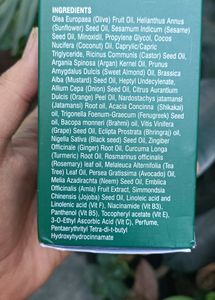 INGREDIENTS
Olea Europaea (Olive) Fruit Oil, Helianthus Annus
(Sunflower) Seed Oil, Sesamum Indicum (Sesame)
Seed Oil, Minoxidil, Propylene Glycol, Cocos
Nucifera (Coconut) Oil, Caprylic/Capric
Triglyceride, Ricinus Communis (Castor) Seed Oil,
Argania Spinosa (Argan) Kernel Oil, Prunus
Amygdalus Dulcis (Sweet Almond) Oil, Brassica
Alba (Mustard) Seed Oil, Heptyl Undecylenate,
Allium Cepa (Onion) Seed Oil, Citrus Aurantium
Dulcis (Orange) Peel Oil, Nardostachys jatamansi
(Jatamansi) Root oil, Acacia Concinna (Shikakai)
oil, Trigonella Foenum-Graecum (Fenugreek) Seed
Oil, Bacopa monneri (Brahmi) oil, Vitis Vinifera
(Grape) Seed Oil, Eclipta Prostrata (Bhringra) oil,
Nigella Sativa (Black seed) Seed Oil, Zingiber
Officinale (Ginger) Root Oil, Curcuma Longa
(Turmeric) Root Oil, Rosmarinus officinalis
(Rosemary) leaf oil, Melaleuca Alternifolia (Tea
Tree) Leaf Oil, Persea Gratissima (Avocado) Oil,
Melia Azadirachta (Neem) Seed Oil, Emblica
Officinalis (Amla) Fruit Extract, Simmondsia
Chinensis (Jojoba) Seed Oil, Linoleic acid and
Linolenic acid (Vit F), Niacinamide (Vit B3),
Panthenol (Vit B5), Tocopheryl acetate (Vit E),
3-O-Ethyl Ascorbic Acid (Vit C), Perfume,
Pentaerythrityl Tetra-di-t-butyl
Hydroxyhydrocinnamate